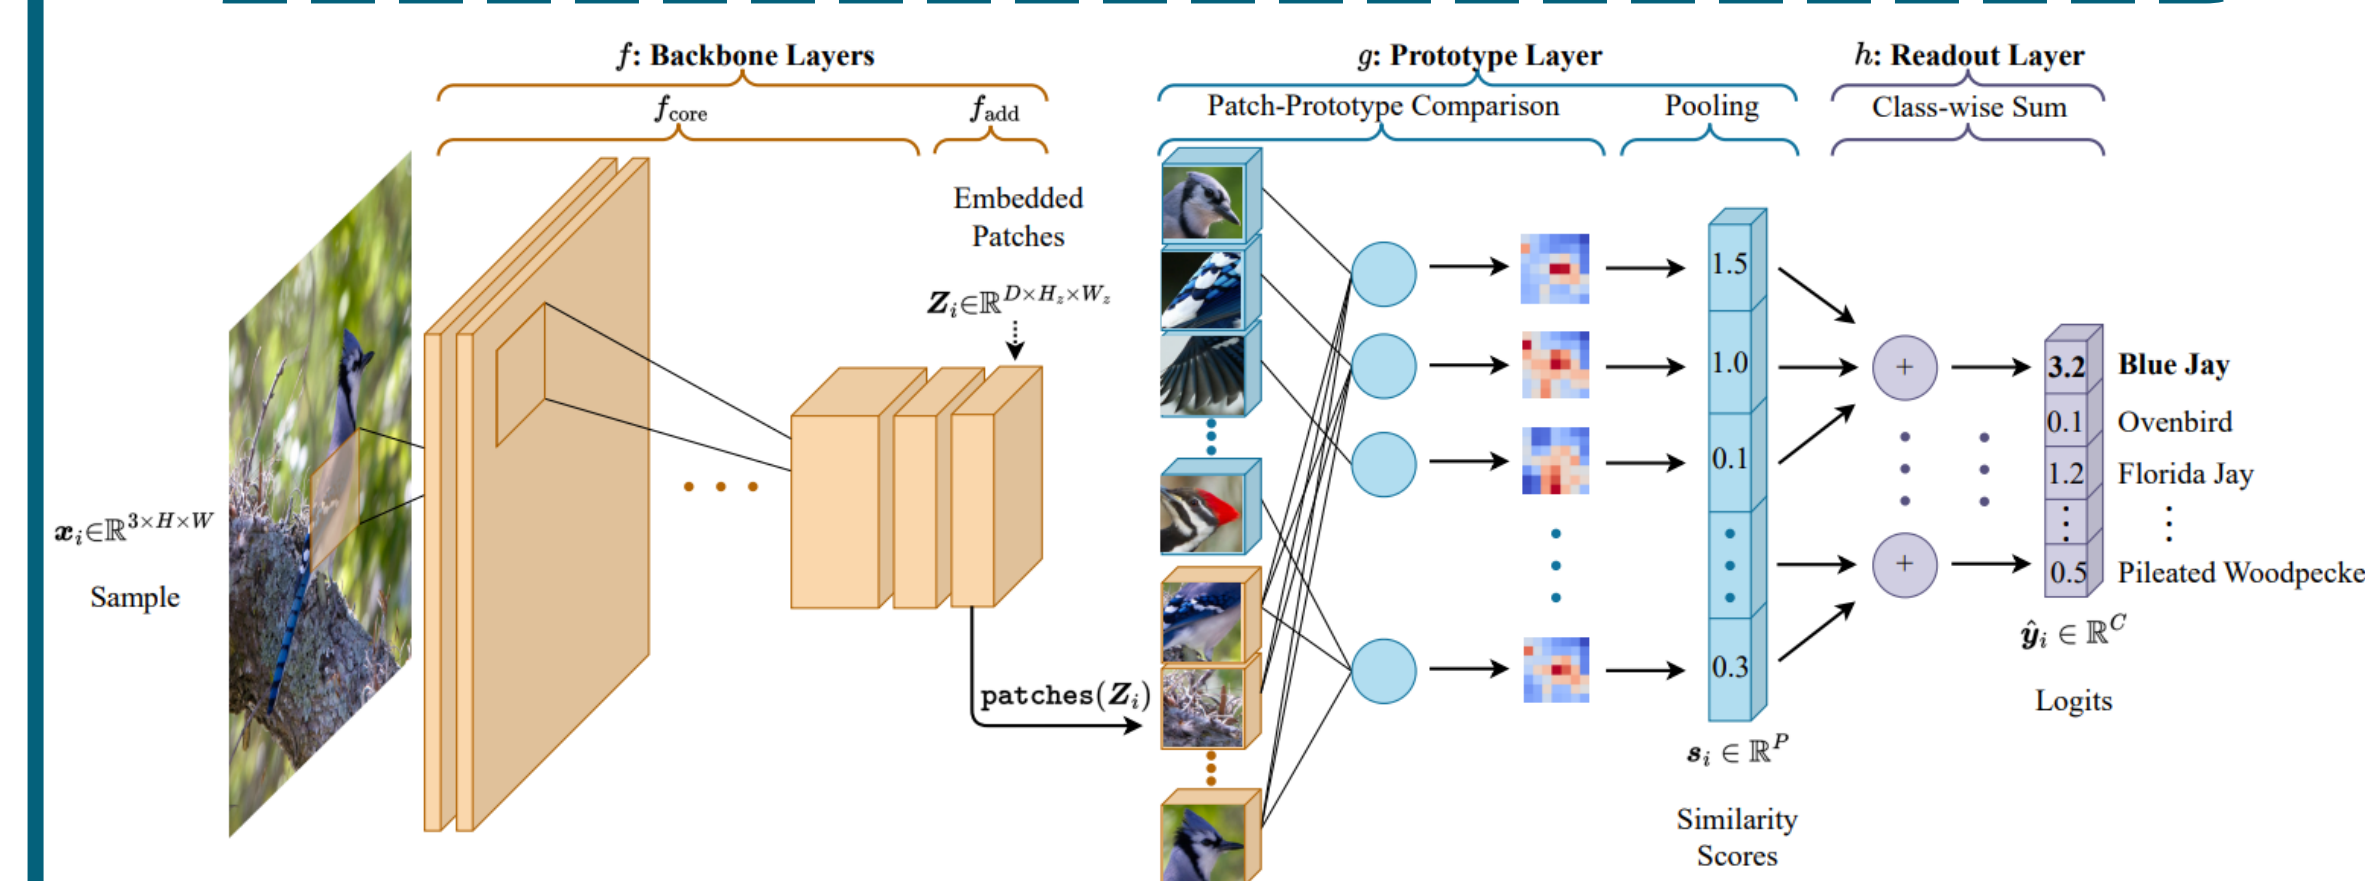 f: Backbone Layers
g: Prototype Layer
h: Readout Layer
f_core
f_add
Patch-Prototype Comparison
Pooling
Class-wise Sum
Embedded
Patches
Z_i∈ℝ^{D×H_z×W_z}
x_i∈ℝ^{3×H×W}
Sample
patches(Z_i)
1.5
1.0
0.1
0.3
s_i ∈ ℝ^P
Similarity
Scores
+
+
3.2 Blue Jay
0.1 Ovenbird
1.2 Florida Jay
0.5 Pileated Woodpecke
ŷ_i ∈ ℝ^C
Logits